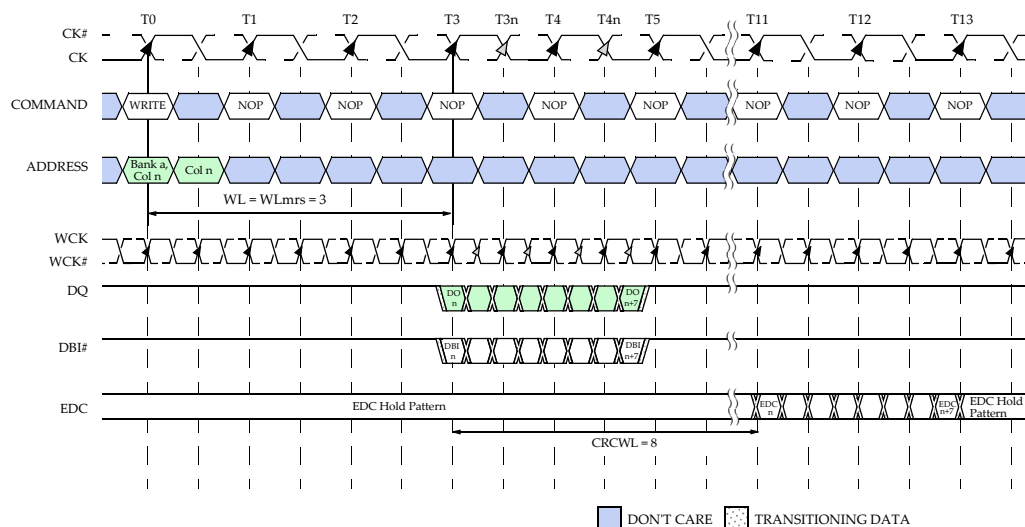 T0 T1 T2 T3 T3n T4 T4n T5 T11 T12 T13
CK#
CK
COMMAND WRITE NOP NOP NOP NOP NOP NOP NOP NOP
ADDRESS Bank a, Col n Col n
WL = WLmrs = 3
WCK
WCK#
DQ DO n DO n+7
DBI# DBI n DBI n+7
EDC EDC Hold Pattern EDC n EDC n+7 EDC Hold Pattern
CRCWL = 8
DON'T CARE TRANSITIONING DATA